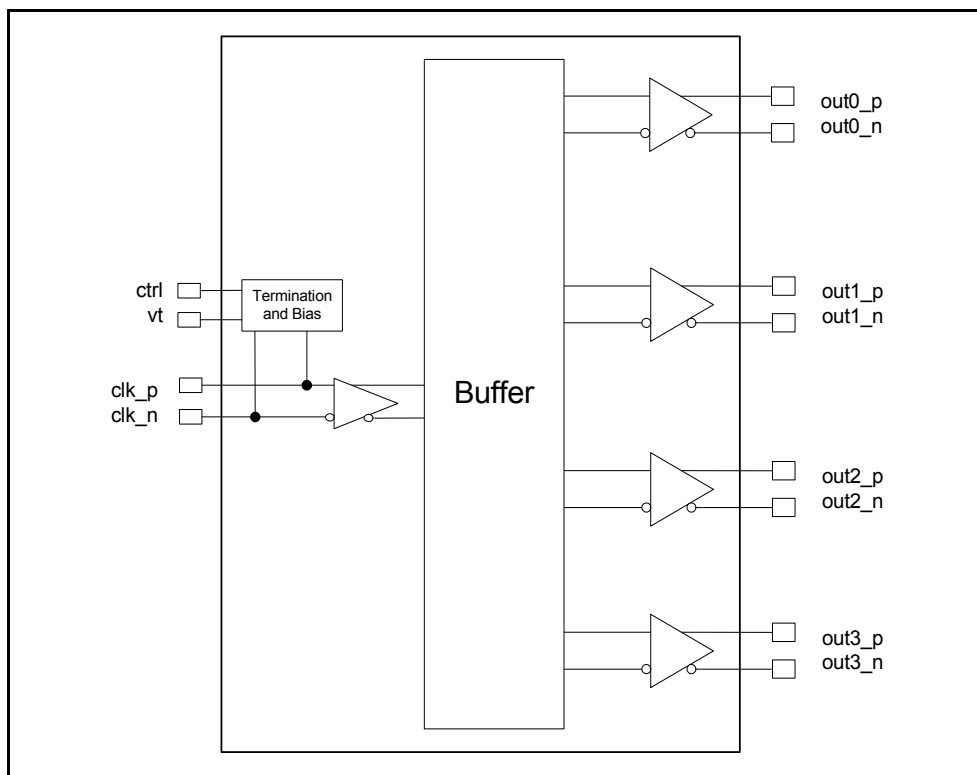 out0_p
out0_n
ctrl
vt
Termination
and Bias
out1_p
out1_n
clk_p
clk_n
Buffer
out2_p
out2_n
out3_p
out3_n